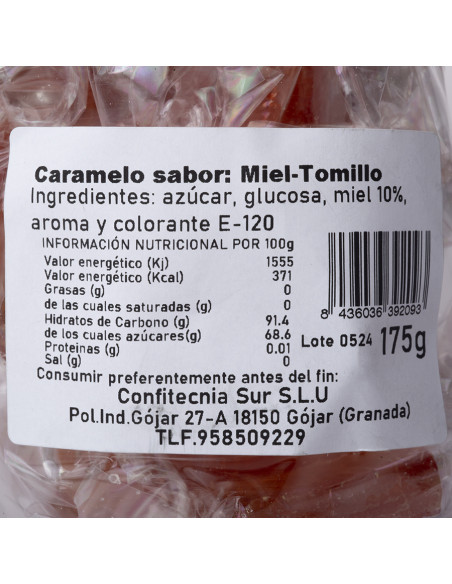 Caramelo sabor: Miel-Tomillo
Ingredientes: azúcar, glucosa, miel 10%,
aroma y colorante E-120
INFORMACIÓN NUTRICIONAL POR 100g
Valor energético (Kj) 1555
Valor energético (Kcal) 371
Grasas (g) 0
de las cuales saturadas (g) 0
Hidratos de Carbono (g) 91.4
de los cuales azúcares(g) 68.6
Proteinas (g) 0.01
Sal (g) 0
8 436036 392093
Lote 0524 175g
Consumir preferentemente antes del fin:
Confitecnia Sur S.L.U
Pol.Ind.Gójar 27-A 18150 Gójar (Granada)
TLF.958509229